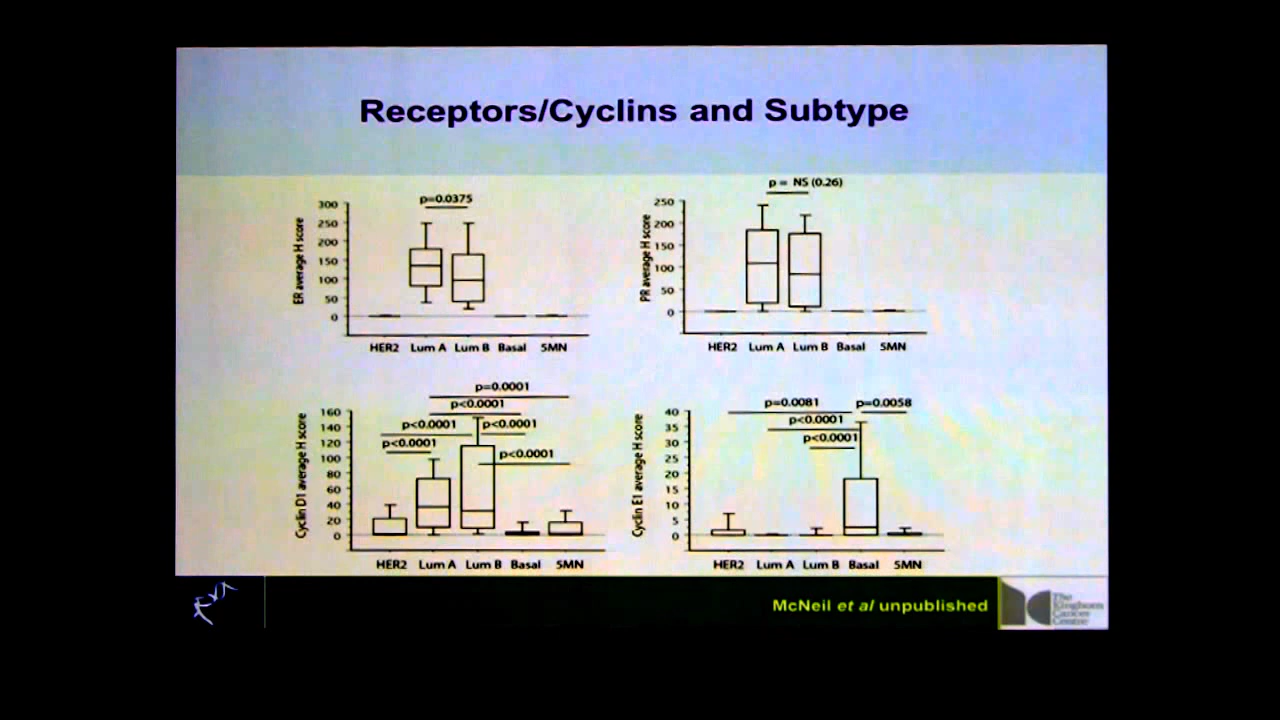 Receptors/Cyclins and Subtype
p=0.0375
ER average H score
300
250
200
150
100
50
0
HER2 Lum A Lum B Basal 5MN
p = NS (0.26)
PR average H score
250
200
150
100
50
0
HER2 Lum A Lum B Basal 5MN
p=0.0001
p<0.0001
p<0.0001 p<0.0001
p<0.0001
p<0.0001
Cyclin D1 average H score
160
140
120
100
80
60
40
20
0
HER2 Lum A Lum B Basal 5MN
p=0.0081 p=0.0058
p<0.0001
p<0.0001
Cyclin E1 average H score
40
35
30
25
20
15
10
5
0
HER2 Lum A Lum B Basal 5MN
McNeil et al unpublished
The
Kinghorn
Cancer
Centre